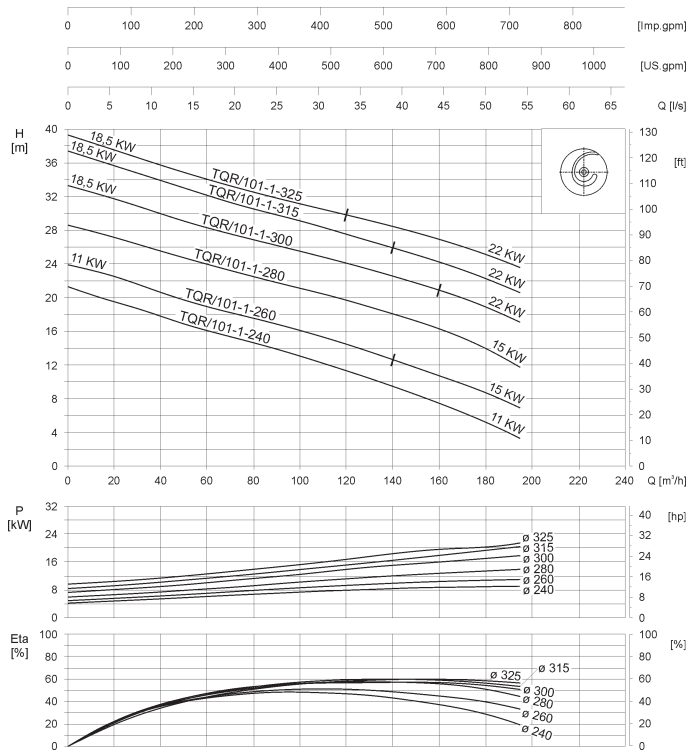 0 100 200 300 400 500 600 700 800 [Imp.gpm]
0 100 200 300 400 500 600 700 800 900 1000 [US.gpm]
0 5 10 15 20 25 30 35 40 45 50 55 60 65 Q [l/s]
H
[m]
40
36
32
28
24
20
16
12
8
4
0
130
120
[ft]
110
100
90
80
70
60
50
40
30
20
10
0
18,5 KW
18,5 KW
18,5 KW
11 KW
TQR/101-1-325
TQR/101-1-315
TQR/101-1-300
TQR/101-1-280
TQR/101-1-260
TQR/101-1-240
22 KW
22 KW
22 KW
15 KW
15 KW
11 KW
0 20 40 60 80 100 120 140 160 180 200 220 240 Q [m³/h]
P
[kW]
32
24
16
8
0
40
[hp]
32
24
16
8
0
ø 325
ø 315
ø 300
ø 280
ø 260
ø 240
Eta
[%]
100
80
60
40
20
0
100
[%]
80
60
40
20
0
ø 325
ø 315
ø 300
ø 280
ø 260
ø 240